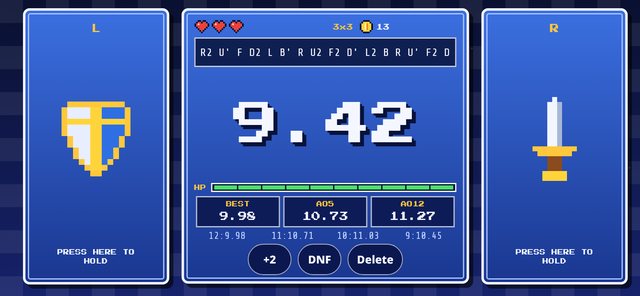 L
PRESS HERE TO
HOLD
3x3 13
R2 U' F D2 L B' R U2 F2 D' L2 B R U' F2 D
9.42
HP
BEST
9.98
AO5
10.73
AO12
11.27
12:9.98 11:10.71 10:11.03 9:10.45
+2 DNF Delete
R
PRESS HERE TO
HOLD